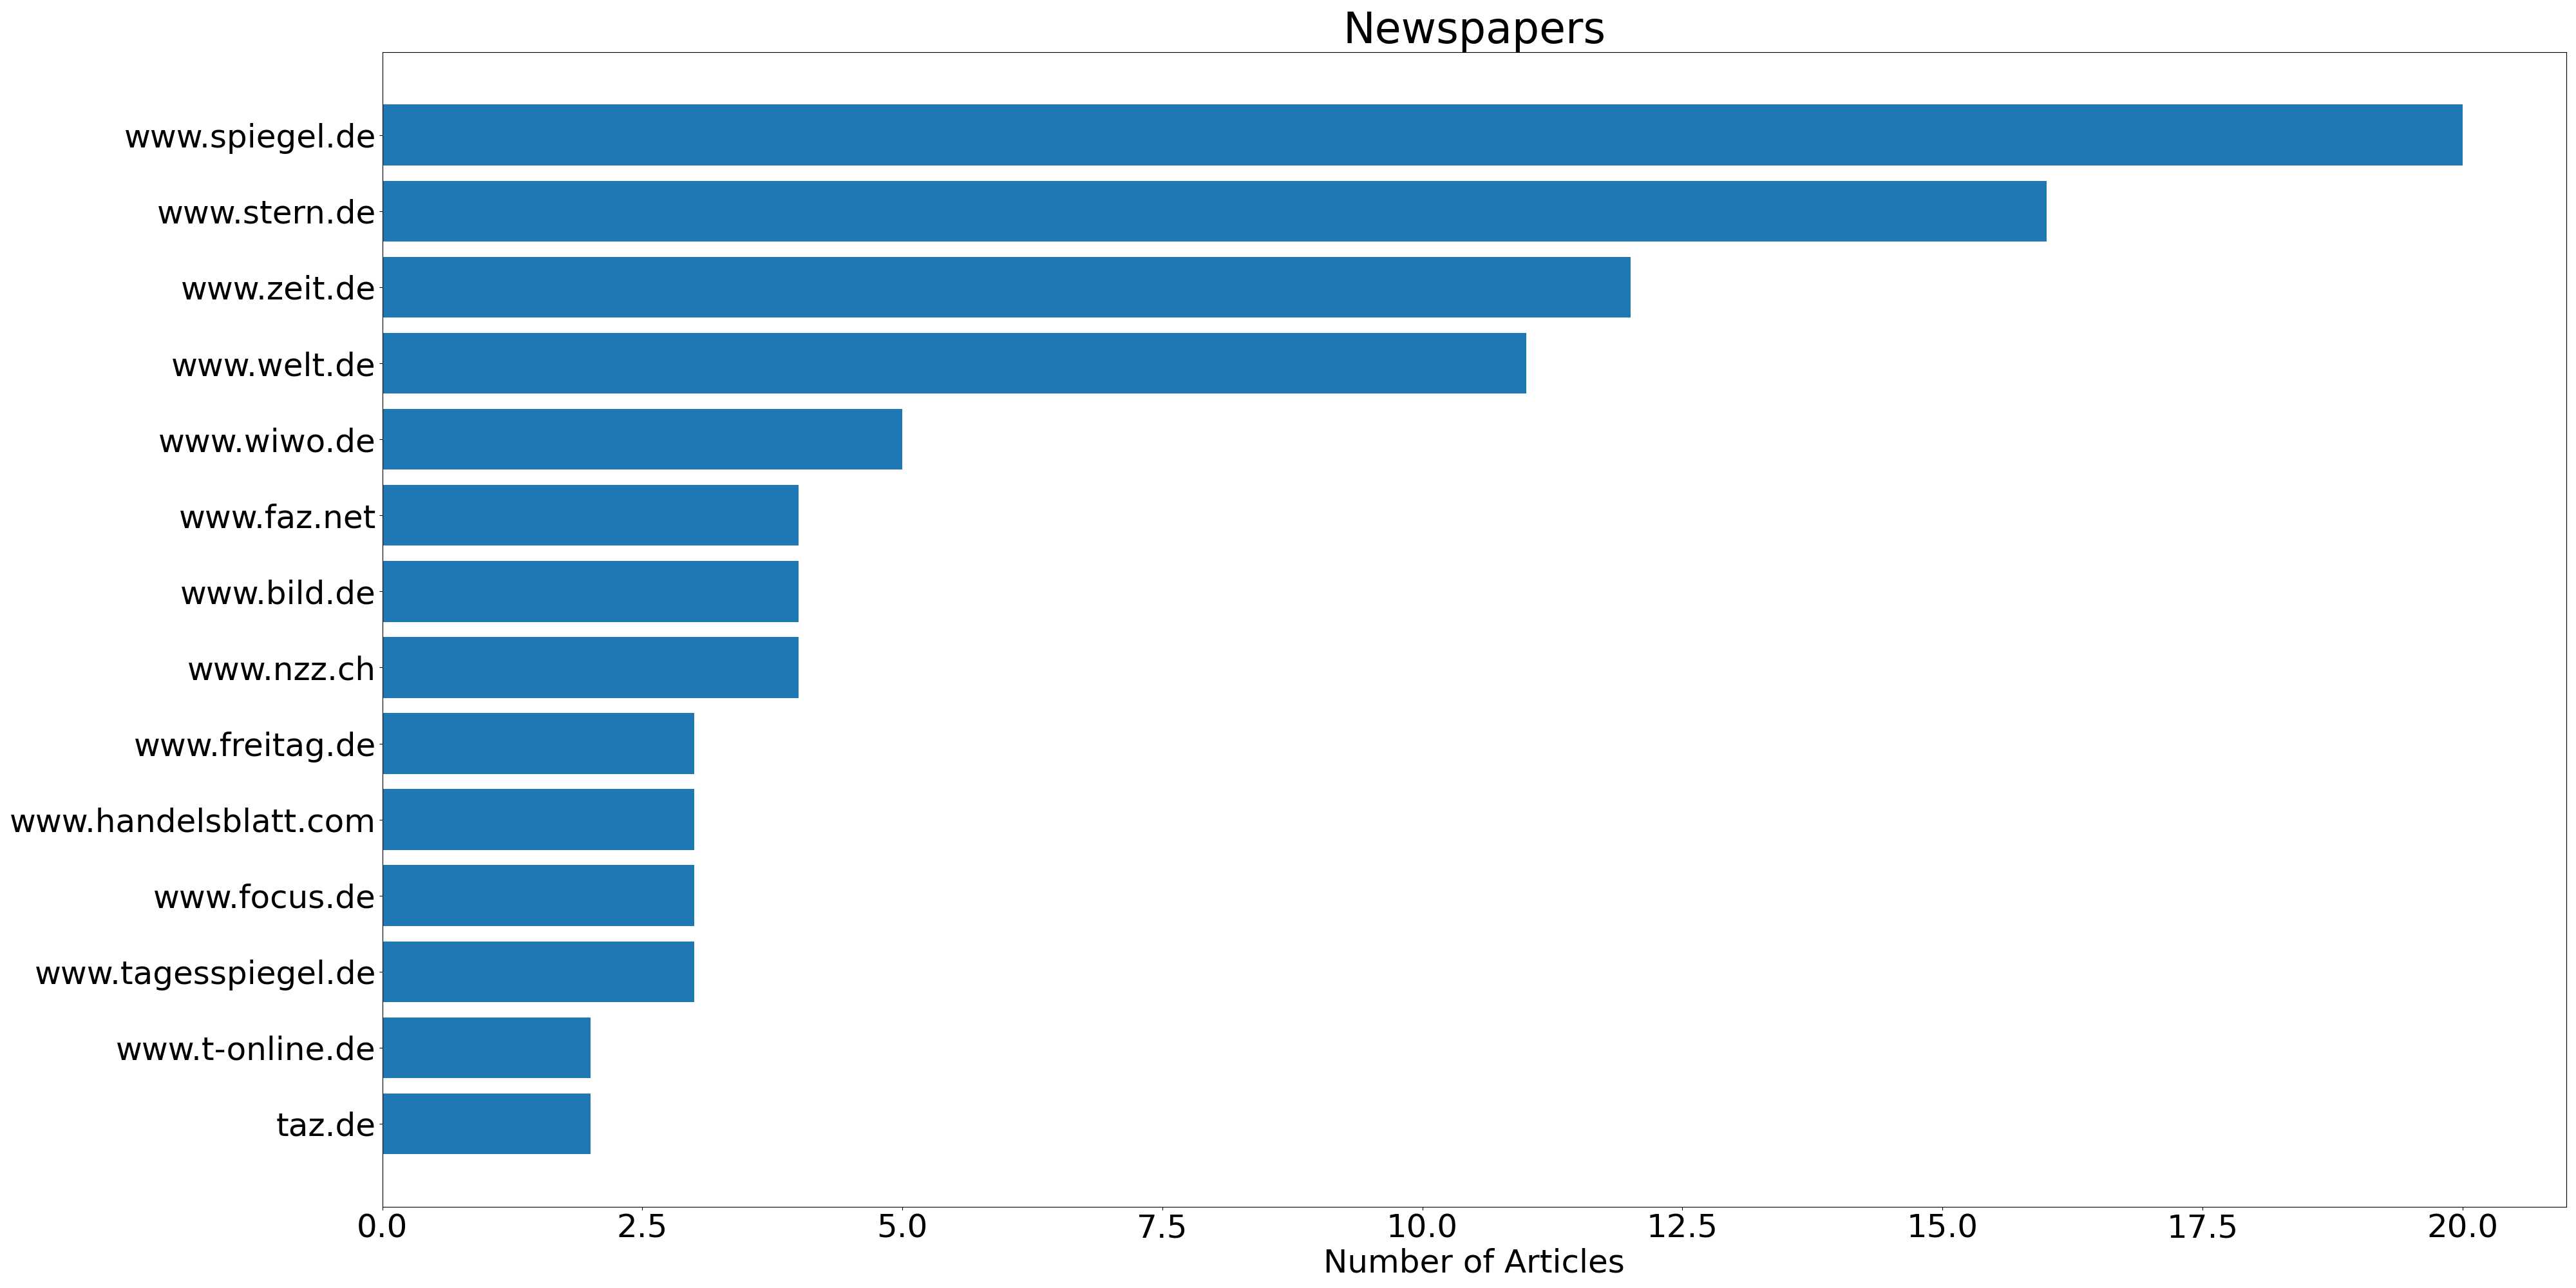 Newspapers
www.spiegel.de
www.stern.de
www.zeit.de
www.welt.de
www.wiwo.de
www.faz.net
www.bild.de
www.nzz.ch
www.freitag.de
www.handelsblatt.com
www.focus.de
www.tagesspiegel.de
www.t-online.de
taz.de
0.0 2.5 5.0 7.5 10.0 12.5 15.0 17.5 20.0
Number of Articles